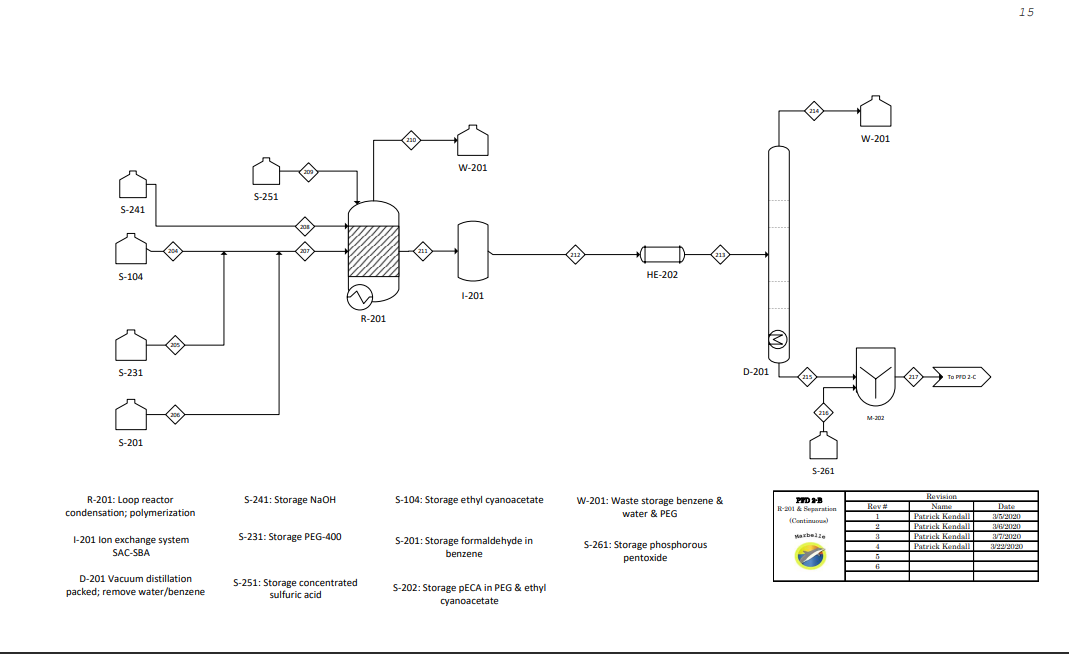 15
214
W-201
210
W-201
209
S-251
S-241
208
204
207
211
S-104
I-201
212
213
HE-202
R-201
205
S-231
D-201
215
217
To PFD 2-C
206
216
M-202
S-201
S-261
R-201: Loop reactor
condensation; polymerization
I-201 Ion exchange system
SAC-SBA
D-201 Vacuum distillation
packed; remove water/benzene
S-241: Storage NaOH
S-231: Storage PEG-400
S-251: Storage concentrated
sulfuric acid
S-104: Storage ethyl cyanoacetate
S-201: Storage formaldehyde in
benzene
S-202: Storage pECA in PEG & ethyl
cyanoacetate
W-201: Waste storage benzene &
water & PEG
S-261: Storage phosphorous
pentoxide
PFD 2-B
R-201 & Separation
(Continuous)
Marbelle
Revision
Rev # Name Date
1 Patrick Kendall 3/5/2020
2 Patrick Kendall 3/6/2020
3 Patrick Kendall 3/7/2020
4 Patrick Kendall 3/22/2020
5
6